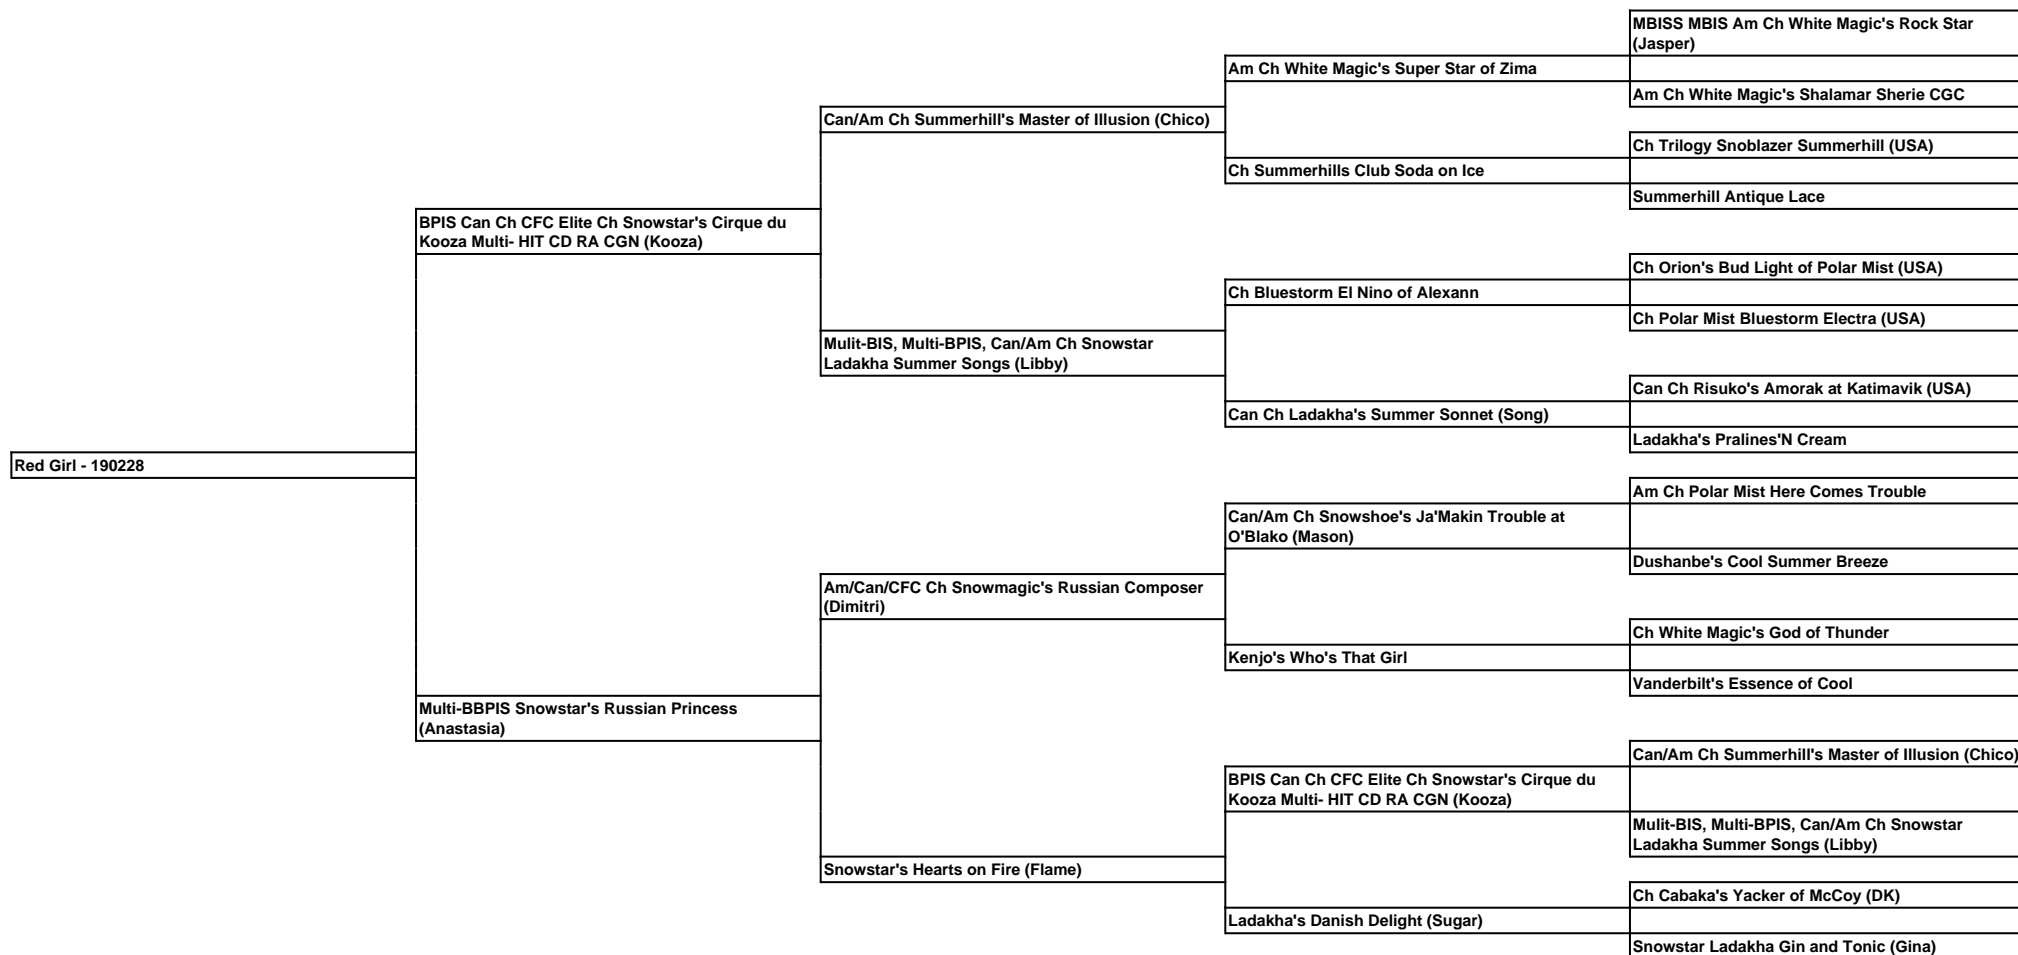 MBISS MBIS Am Ch White Magic's Rock Star
(Jasper)
Am Ch White Magic's Super Star of Zima
Am Ch White Magic's Shalamar Sherie CGC
Can/Am Ch Summerhill's Master of Illusion (Chico)
Ch Trilogy Snoblazer Summerhill (USA)
Ch Summerhills Club Soda on Ice
Summerhill Antique Lace
BPIS Can Ch CFC Elite Ch Snowstar's Cirque du
Kooza Multi- HIT CD RA CGN (Kooza)
Ch Orion's Bud Light of Polar Mist (USA)
Ch Bluestorm El Nino of Alexann
Ch Polar Mist Bluestorm Electra (USA)
Mulit-BIS, Multi-BPIS, Can/Am Ch Snowstar
Ladakha Summer Songs (Libby)
Can Ch Risuko's Amorak at Katimavik (USA)
Can Ch Ladakha's Summer Sonnet (Song)
Ladakha's Pralines'N Cream
Red Girl - 190228
Am Ch Polar Mist Here Comes Trouble
Can/Am Ch Snowshoe's Ja'Makin Trouble at
O'Blako (Mason)
Dushanbe's Cool Summer Breeze
Am/Can/CFC Ch Snowmagic's Russian Composer
(Dimitri)
Ch White Magic's God of Thunder
Kenjo's Who's That Girl
Vanderbilt's Essence of Cool
Multi-BBPIS Snowstar's Russian Princess
(Anastasia)
Can/Am Ch Summerhill's Master of Illusion (Chico)
BPIS Can Ch CFC Elite Ch Snowstar's Cirque du
Kooza Multi- HIT CD RA CGN (Kooza)
Mulit-BIS, Multi-BPIS, Can/Am Ch Snowstar
Ladakha Summer Songs (Libby)
Snowstar's Hearts on Fire (Flame)
Ch Cabaka's Yacker of McCoy (DK)
Ladakha's Danish Delight (Sugar)
Snowstar Ladakha Gin and Tonic (Gina)